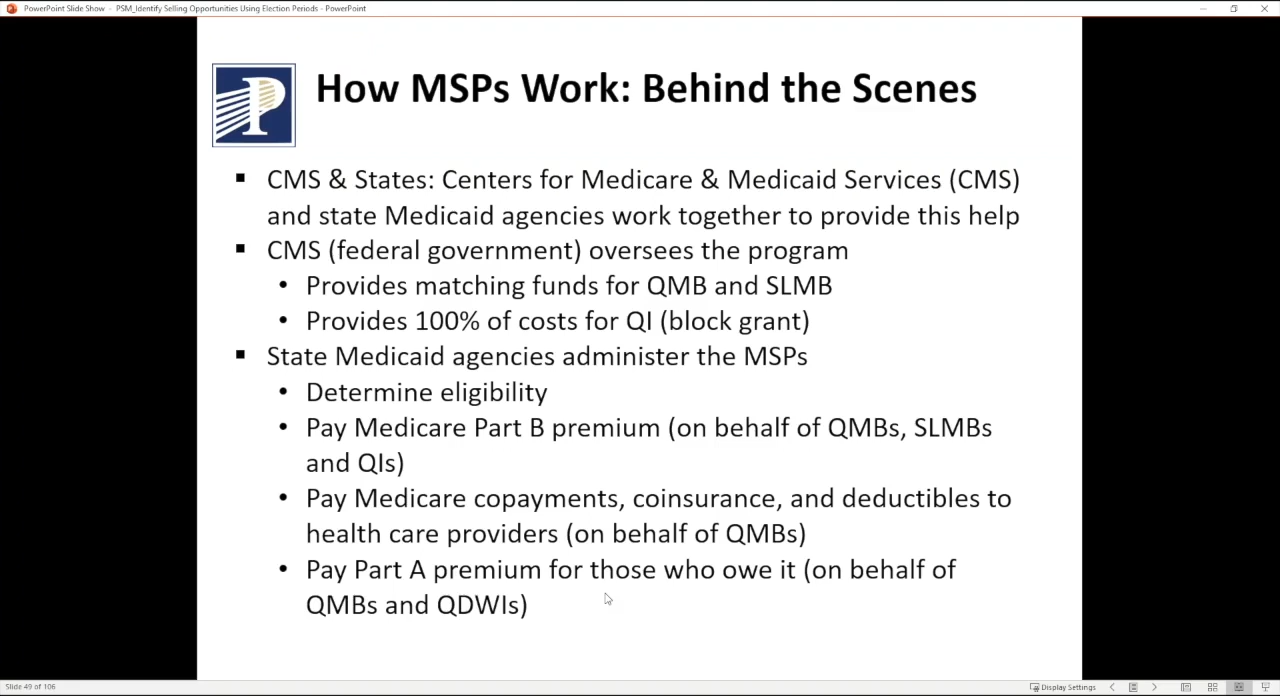 PowerPoint Slide Show - PSM_Identify Selling Opportunities Using Election Periods - PowerPoint
P
How MSPs Work: Behind the Scenes
▪ CMS & States: Centers for Medicare & Medicaid Services (CMS)
and state Medicaid agencies work together to provide this help
▪ CMS (federal government) oversees the program
• Provides matching funds for QMB and SLMB
• Provides 100% of costs for QI (block grant)
▪ State Medicaid agencies administer the MSPs
• Determine eligibility
• Pay Medicare Part B premium (on behalf of QMBs, SLMBs
and QIs)
• Pay Medicare copayments, coinsurance, and deductibles to
health care providers (on behalf of QMBs)
• Pay Part A premium for those who owe it (on behalf of
QMBs and QDWIs)
Slide 49 of 106
Display Settings